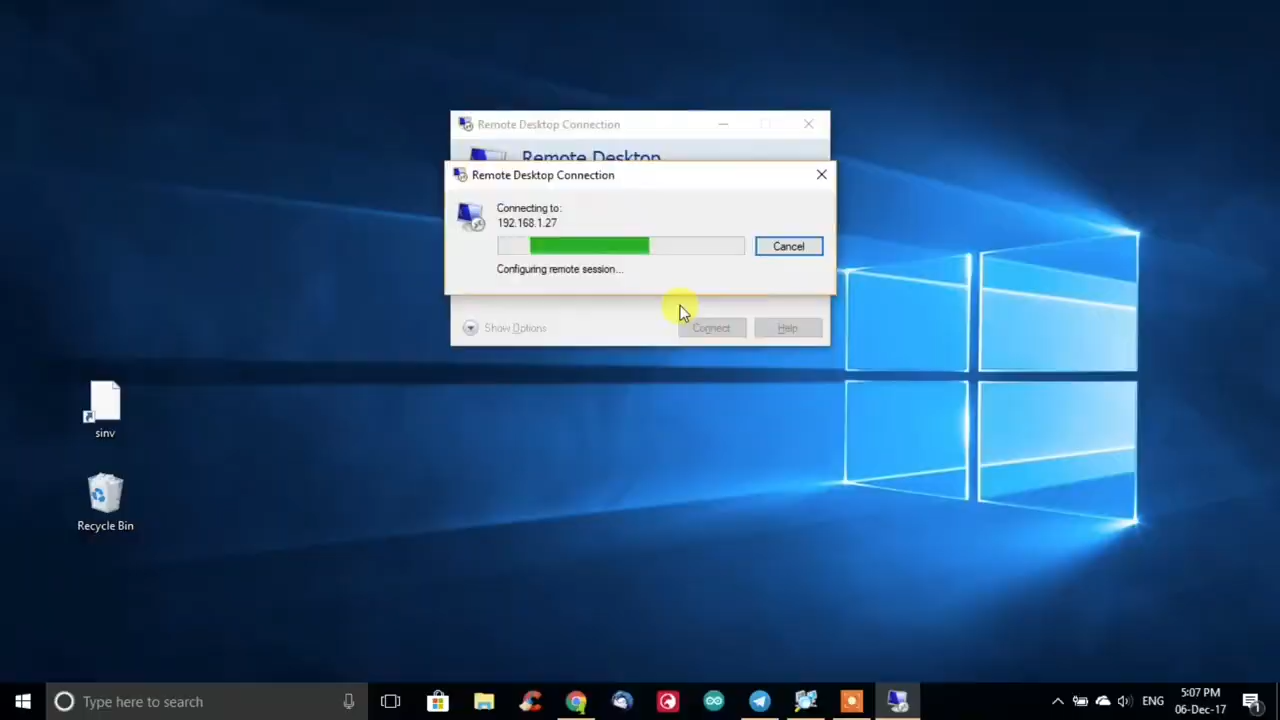 Remote Desktop Connection
Remote Desktop
Remote Desktop Connection
Connecting to:
192.168.1.27
Cancel
Configuring remote session...
Show Options
Connect
Help
sinv
Recycle Bin
Type here to search
ENG
5:07 PM
06-Dec-17
1